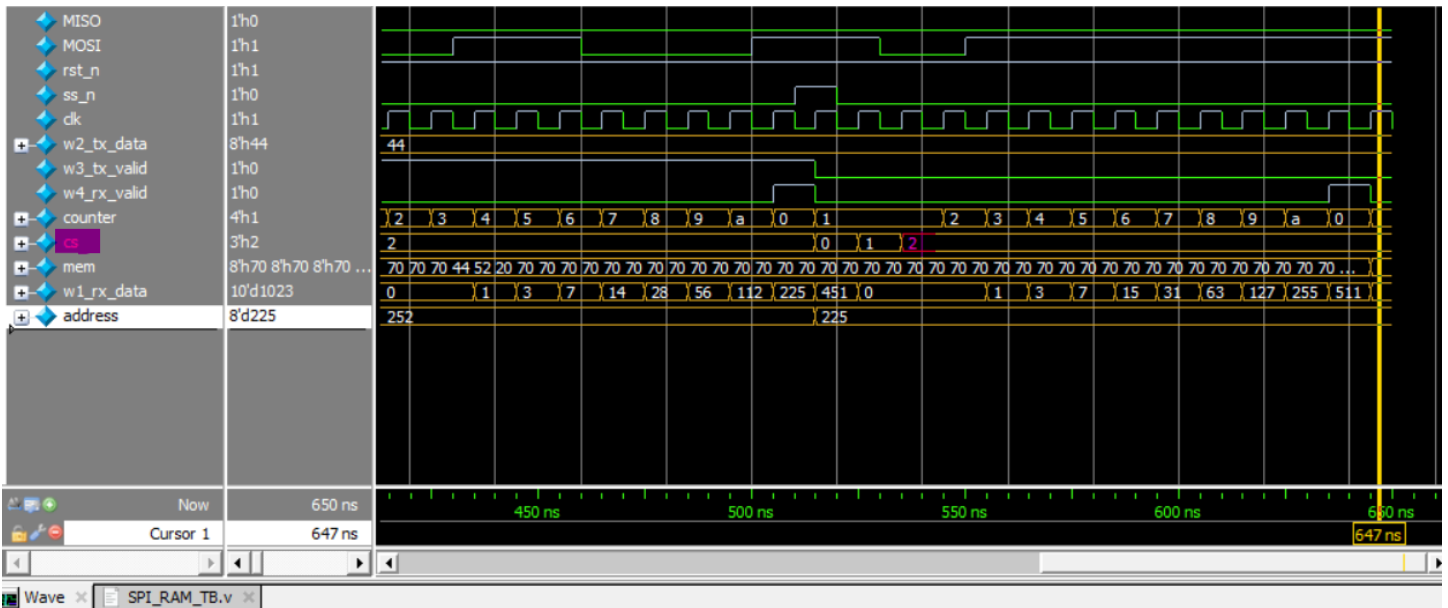 MISO 1'h0
MOSI 1'h1
rst_n 1'h1
ss_n 1'h0
clk 1'h1
w2_tx_data 8'h44 44
w3_tx_valid 1'h0
w4_rx_valid 1'h0
counter 4'h1 2 3 4 5 6 7 8 9 a 0 1 2 3 4 5 6 7 8 9 a 0
cs 3'h2 2 0 1 2
mem 8'h70 8'h70 8'h70 ... 70 70 70 44 52 20 70 70 70 70 70 70 70 70 70 70 70 70 70 70 70 70 70 70 70 70 70 70 70 70 70 70 70 70 70 70 70 70 70 70 70 70 70 70 ...
w1_rx_data 10'd1023 0 1 3 7 14 28 56 112 225 451 0 1 3 7 15 31 63 127 255 511
address 8'd225 252 225
Now 650 ns 450 ns 500 ns 550 ns 600 ns 650 ns
Cursor 1 647 ns 647 ns
Wave SPI_RAM_TB.v